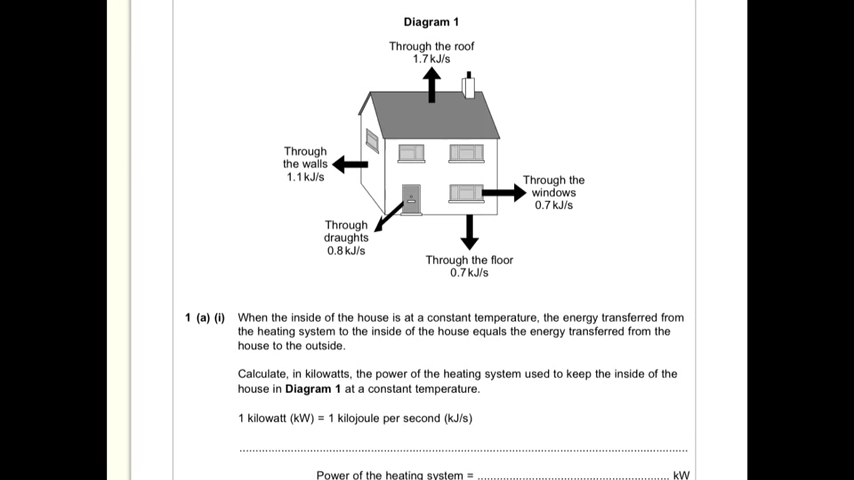 Diagram 1
Through the roof
1.7 kJ/s
Through
the walls
1.1 kJ/s
Through the
windows
0.7 kJ/s
Through
draughts
0.8 kJ/s
Through the floor
0.7 kJ/s
1 (a) (i) When the inside of the house is at a constant temperature, the energy transferred from
the heating system to the inside of the house equals the energy transferred from the
house to the outside.
Calculate, in kilowatts, the power of the heating system used to keep the inside of the
house in Diagram 1 at a constant temperature.
1 kilowatt (kW) = 1 kilojoule per second (kJ/s)
Power of the heating system = ............................................................ kW